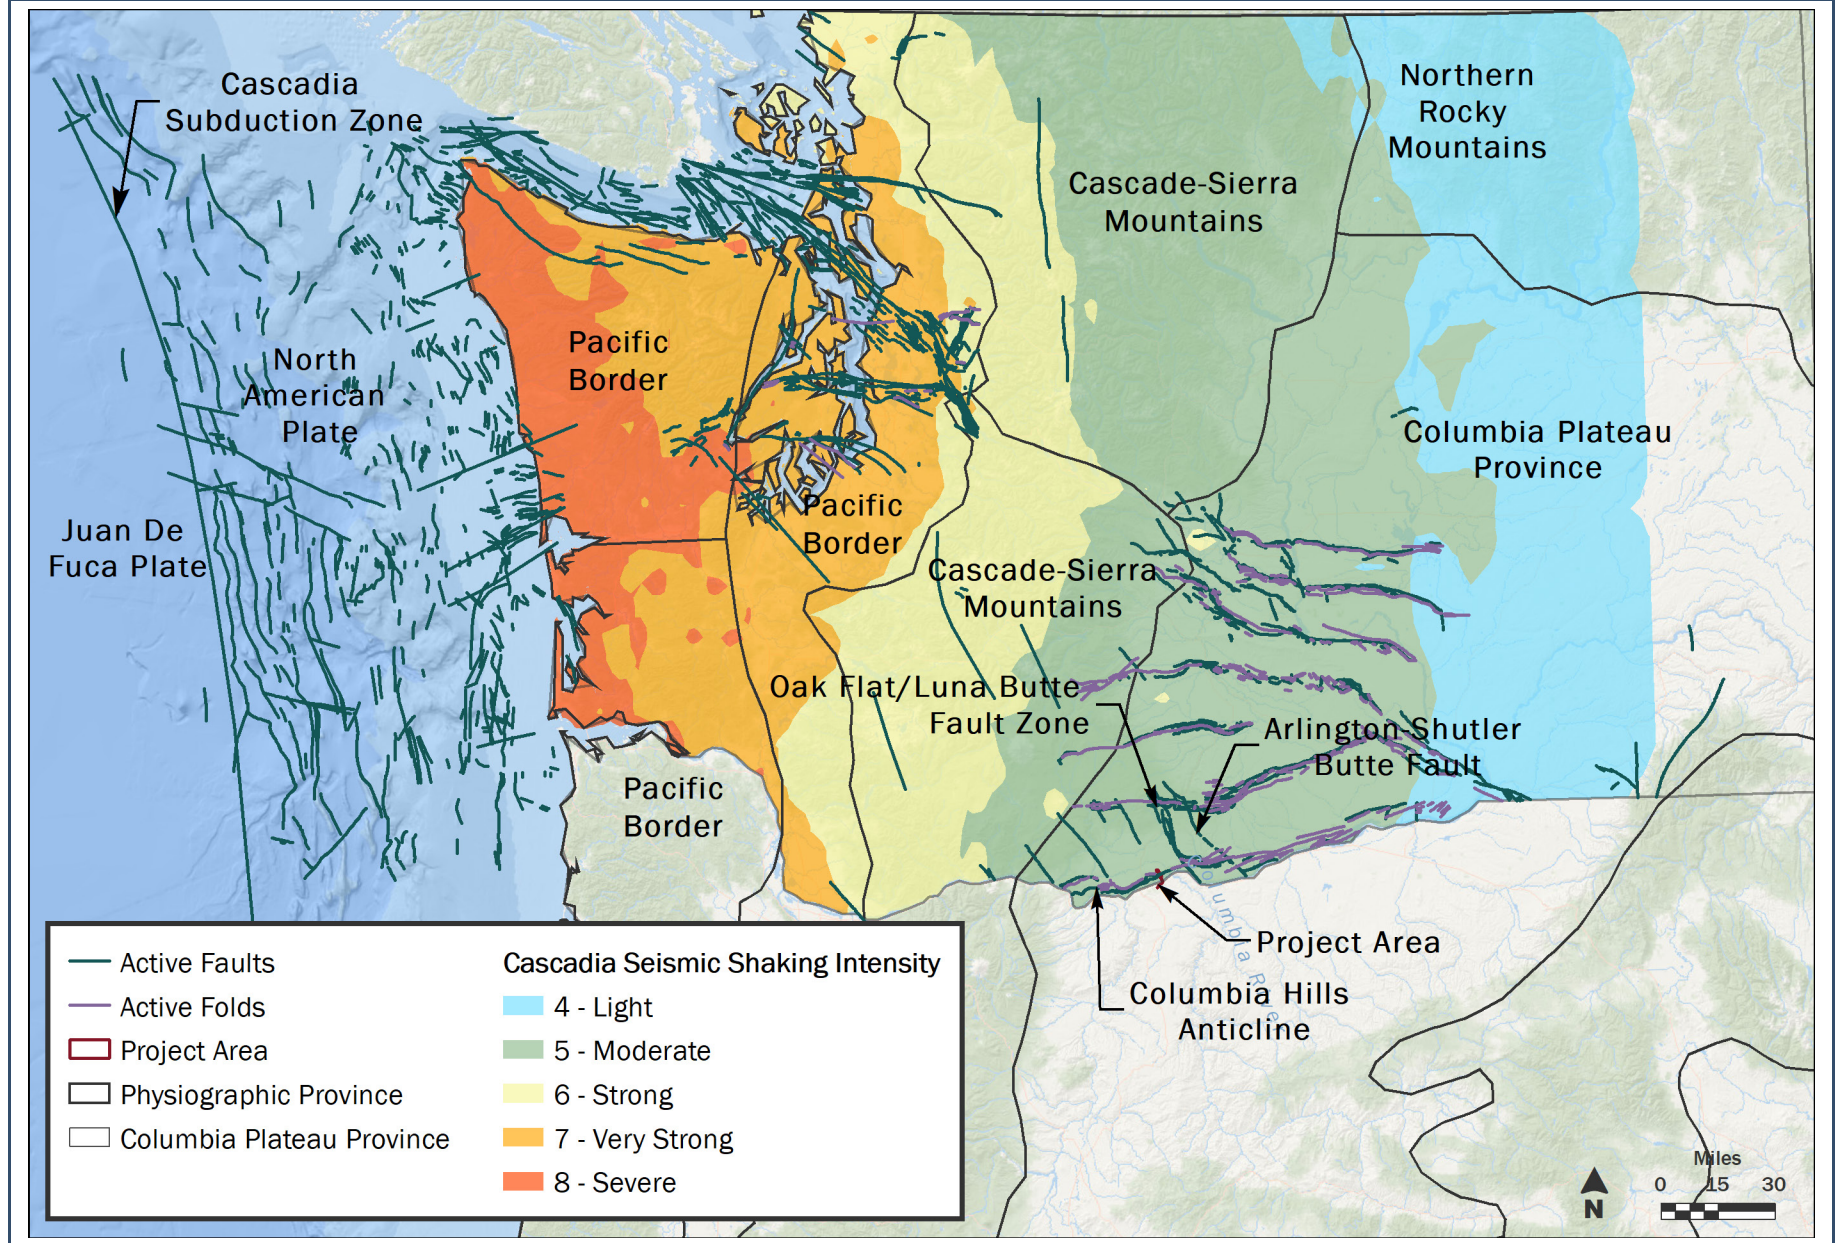 Cascadia
Subduction Zone
Northern
Rocky
Mountains
Cascade-Sierra
Mountains
North
American
Plate
Pacific
Border
Columbia Plateau
Province
Juan De
Fuca Plate
Pacific
Border
Cascade-Sierra
Mountains
Oak Flat/Luna Butte
Fault Zone
Arlington-Shutler
Butte Fault
Pacific
Border
Project Area
Columbia River
Columbia Hills
Anticline
Active Faults
Active Folds
Project Area
Physiographic Province
Columbia Plateau Province
Cascadia Seismic Shaking Intensity
4 - Light
5 - Moderate
6 - Strong
7 - Very Strong
8 - Severe
N
Miles
0 15 30